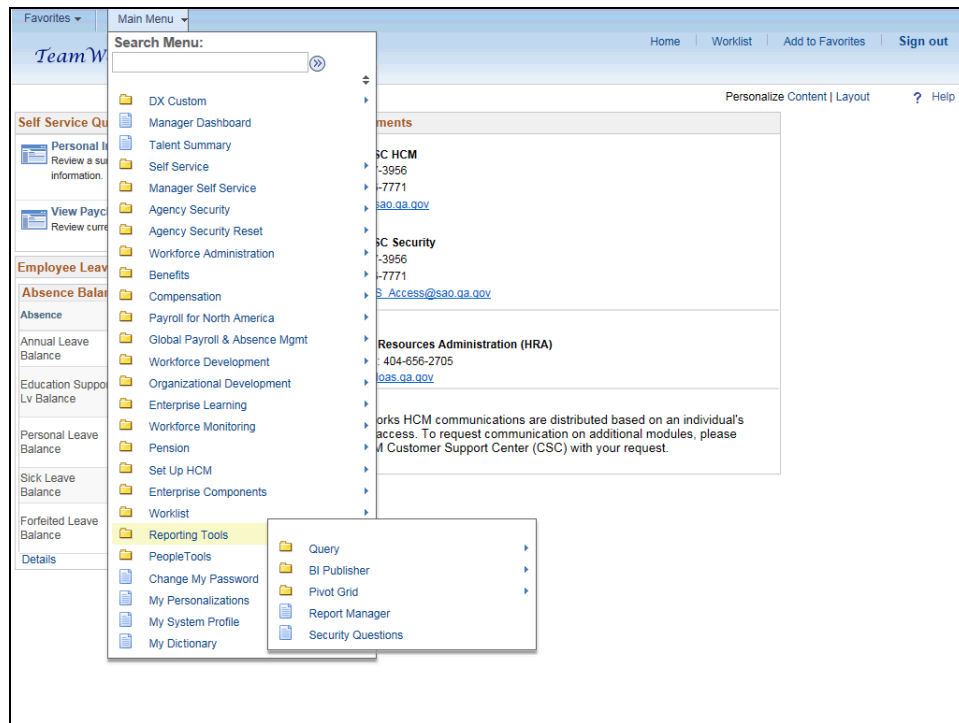 Favorites
Main Menu
TeamW
Search Menu:
Home
Worklist
Add to Favorites
Sign out
Personalize Content | Layout
? Help
DX Custom
Manager Dashboard
Talent Summary
Self Service
Manager Self Service
Agency Security
Agency Security Reset
Workforce Administration
Benefits
Compensation
Payroll for North America
Global Payroll & Absence Mgmt
Workforce Development
Organizational Development
Enterprise Learning
Workforce Monitoring
Pension
Set Up HCM
Enterprise Components
Worklist
Reporting Tools
PeopleTools
Change My Password
My Personalizations
My System Profile
My Dictionary
Query
BI Publisher
Pivot Grid
Report Manager
Security Questions
Self Service Qu
Personal I
Review a su
information.
View Payc
Review curre
Employee Leav
Absence Balar
Absence
Annual Leave
Balance
Education Suppor
Lv Balance
Personal Leave
Balance
Sick Leave
Balance
Forfeited Leave
Balance
Details
ments
SC HCM
-3956
-7771
sao.ga.gov
SC Security
-3956
-7771
S_Access@sao.ga.gov
Resources Administration (HRA)
: 404-656-2705
doas.ga.gov
orks HCM communications are distributed based on an individual's
access. To request communication on additional modules, please
M Customer Support Center (CSC) with your request.